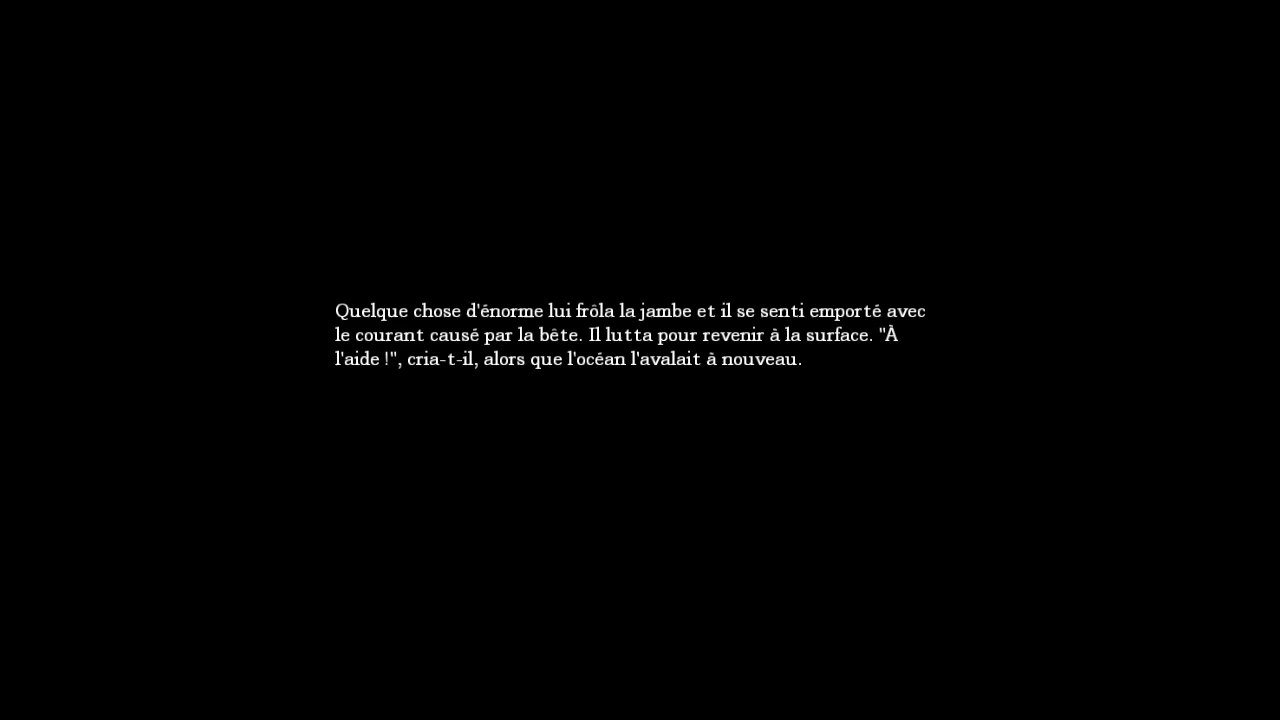 Quelque chose d'énorme lui frôla la jambe et il se senti emporté avec
le courant causé par la bête. Il lutta pour revenir à la surface. "À
l'aide !", cria-t-il, alors que l'océan l'avalait à nouveau.